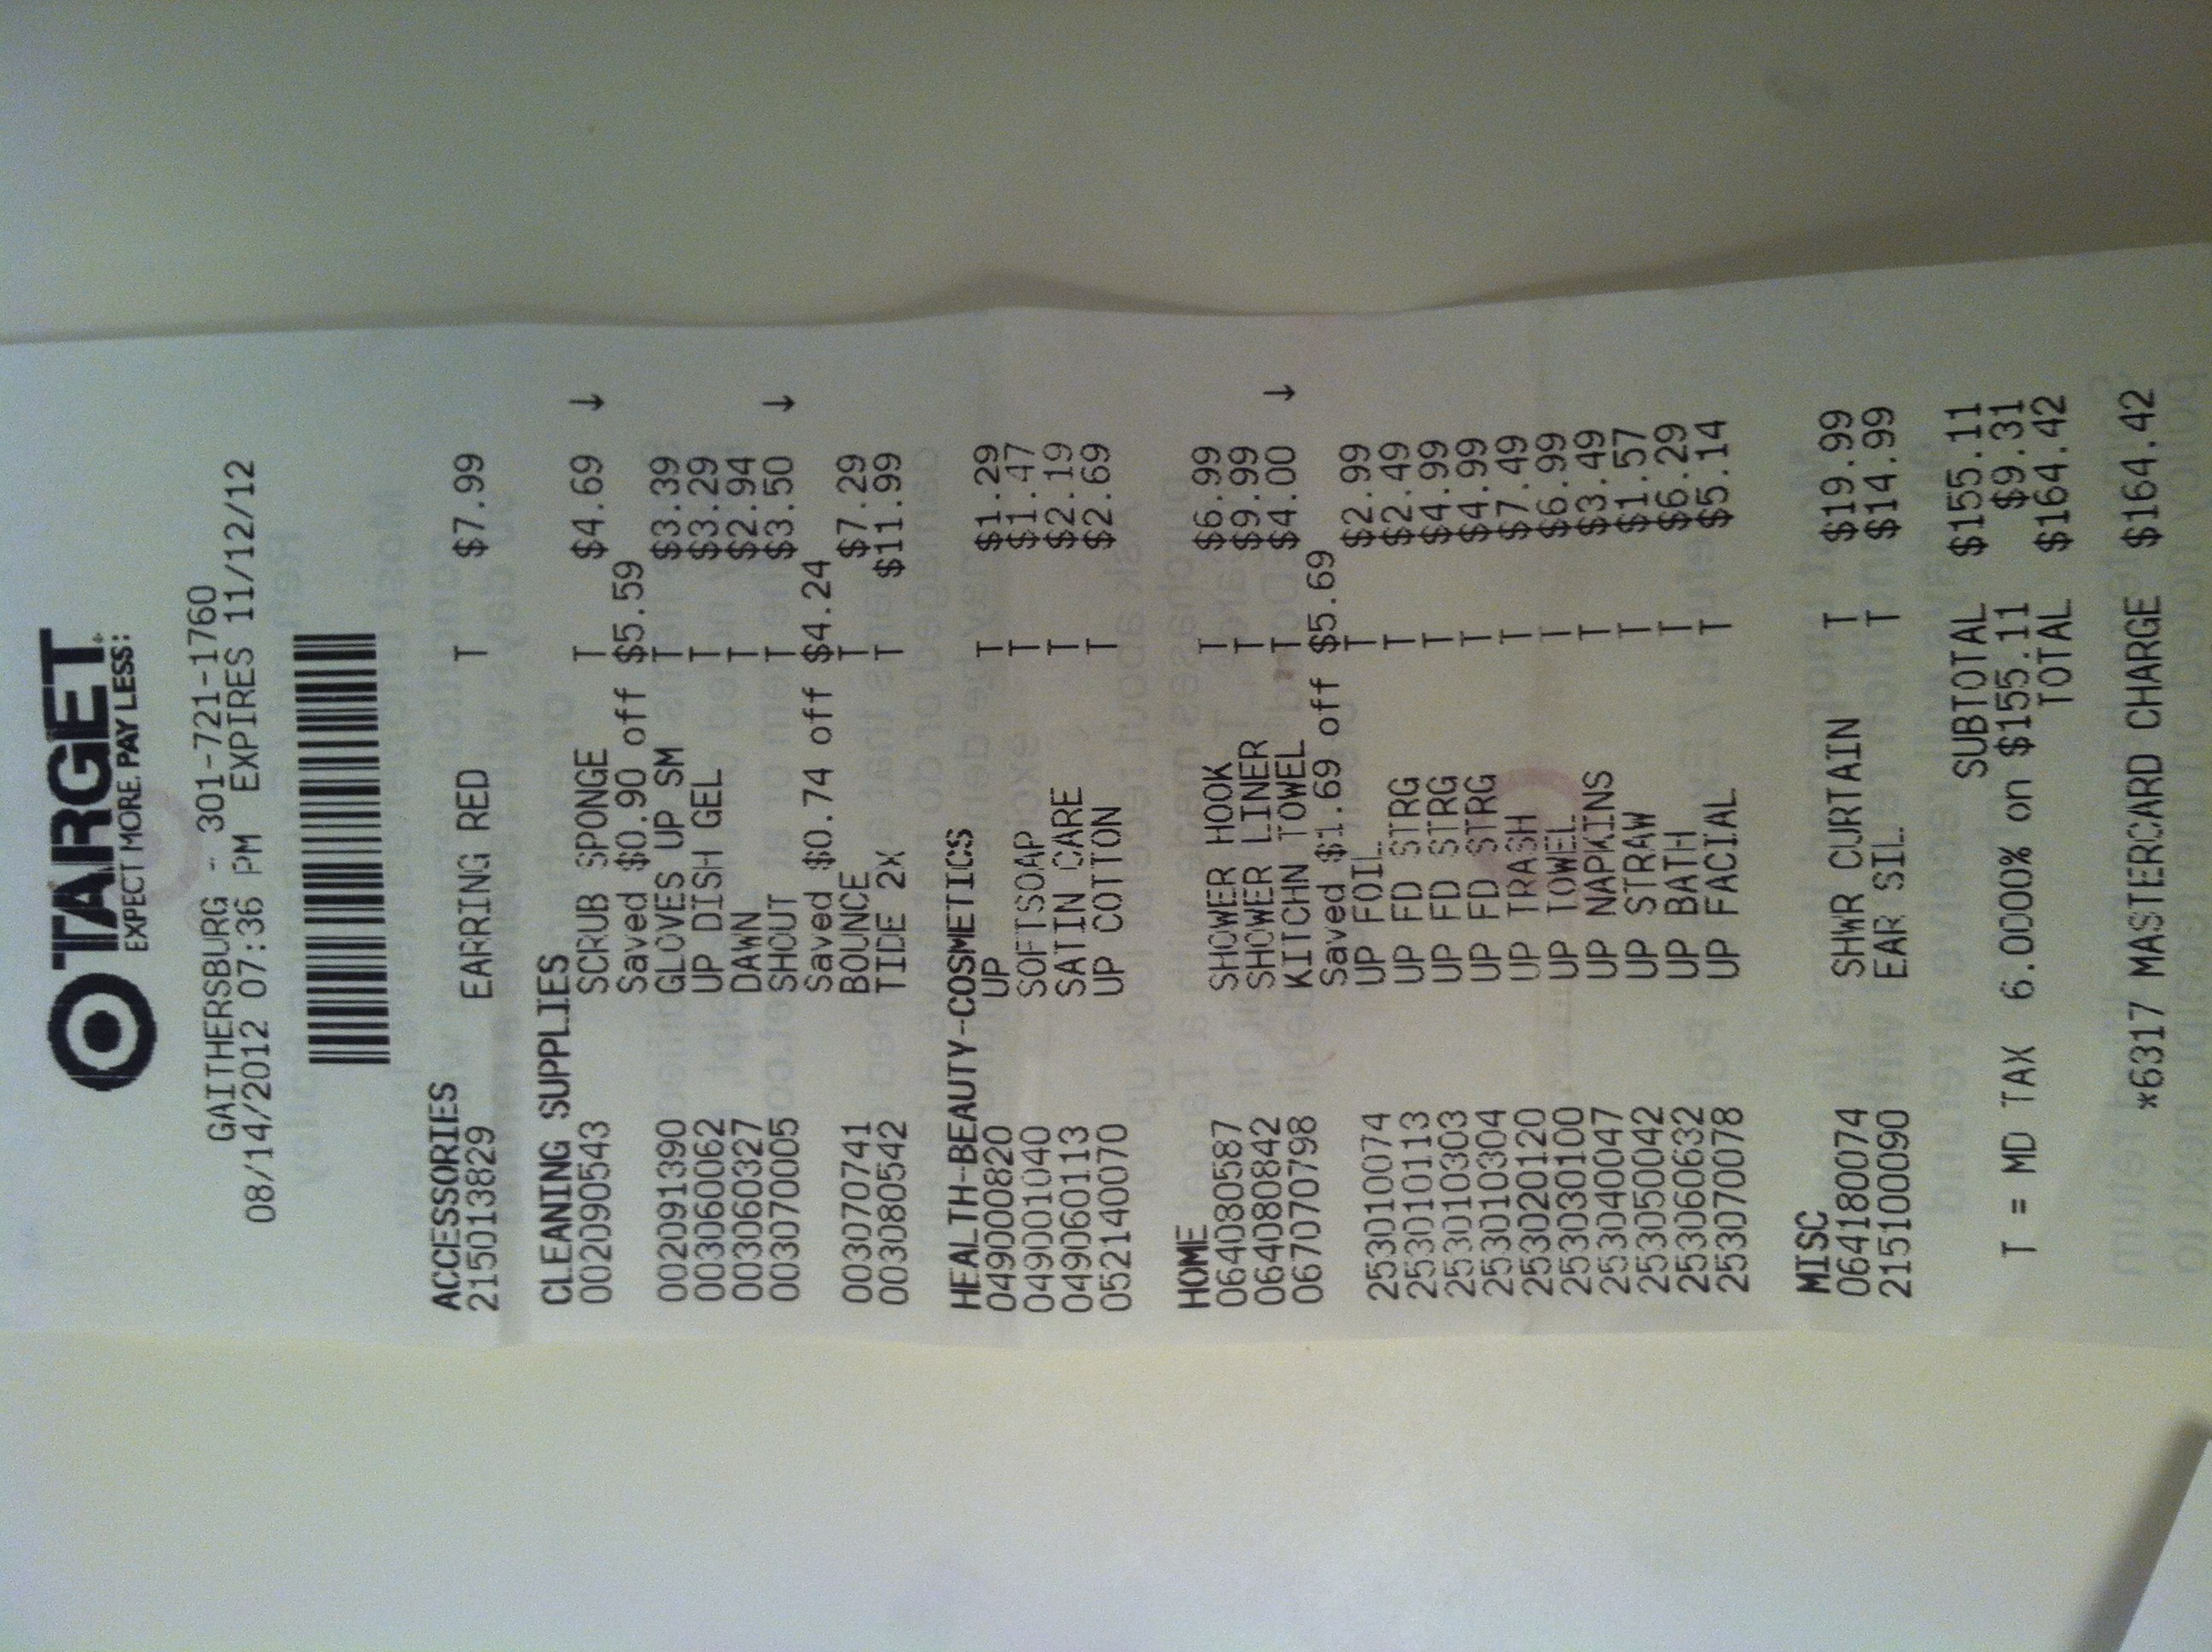 TARGET
EXPECT MORE. PAY LESS.
GAITHERSBURG - 301-721-1760
08/14/2012 07:36 PM EXPIRES 11/12/12
ACCESSORIES
215013829 EARRING RED T $7.99
CLEANING SUPPLIES
002090543 SCRUB SPONGE T $4.69 ↓
Saved $0.90 off $5.59
002091390 GLOVES UP SM T $3.39
003060062 UP DISH GEL T $3.29
003060327 DAWN T $2.94
003070005 SHOUT T $3.50 ↓
Saved $0.74 off $4.24
003070741 BOUNCE T $7.29
003080542 TIDE 2X T $11.99
HEALTH-BEAUTY-COSMETICS
049000820 UP T $1.29
049001040 SOFTSOAP T $1.47
049060113 SATIN CARE T $2.19
052140070 UP COTTON T $2.69
HOME
064080587 SHOWER HOOK T $6.99
064080842 SHOWER LINER T $9.99
067070798 KITCHN TOWEL T $4.00 ↓
Saved $1.69 off $5.69
253010074 UP FOIL T $2.99
253010113 UP FD STRG T $2.49
253010303 UP FD STRG T $4.99
253010304 UP FD STRG T $4.99
253020120 UP TRASH T $7.49
253030100 UP TOWEL T $6.99
253040047 UP NAPKINS T $3.49
253050042 UP STRAW T $1.57
253060632 UP BATH T $6.29
253070078 UP FACIAL T $5.14
MISC
064180074 SHWR CURTAIN T $19.99
215100090 EAR SIL T $14.99
SUBTOTAL $155.11
T = MD TAX 6.0000% on $155.11 $9.31
TOTAL $164.42
*6317 MASTERCARD CHARGE $164.42